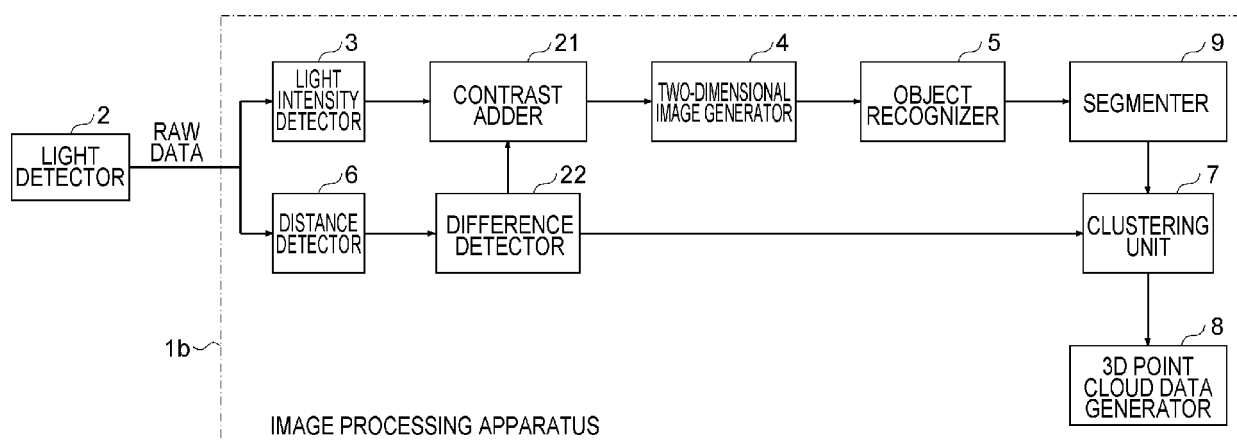 3
21
4
5
9
LIGHT
INTENSITY
DETECTOR
CONTRAST
ADDER
TWO-DIMENSIONAL
IMAGE GENERATOR
OBJECT
RECOGNIZER
SEGMENTER
2
LIGHT
DETECTOR
RAW
DATA
6
22
7
DISTANCE
DETECTOR
DIFFERENCE
DETECTOR
CLUSTERING
UNIT
1b
8
3D POINT
CLOUD DATA
GENERATOR
IMAGE PROCESSING APPARATUS